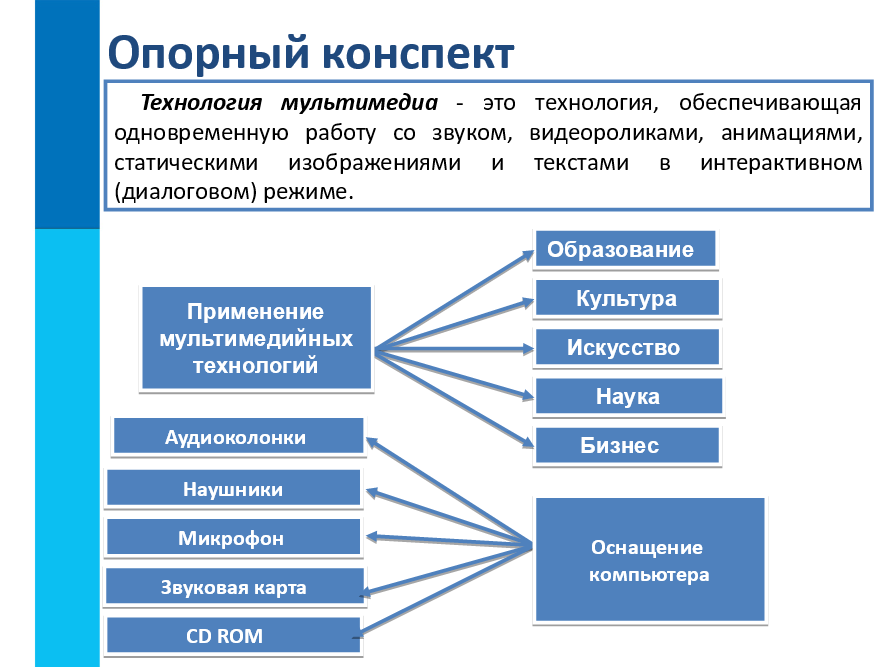 Опорный конспект
Технология мультимедиа - это технология, обеспечивающая
одновременную работу со звуком, видеороликами, анимациями,
статическими изображениями и текстами в интерактивном
(диалоговом) режиме.
Применение
мультимедийных
технологий
Образование
Культура
Искусство
Наука
Бизнес
Аудиоколонки
Наушники
Микрофон
Звуковая карта
CD ROM
Оснащение
компьютера